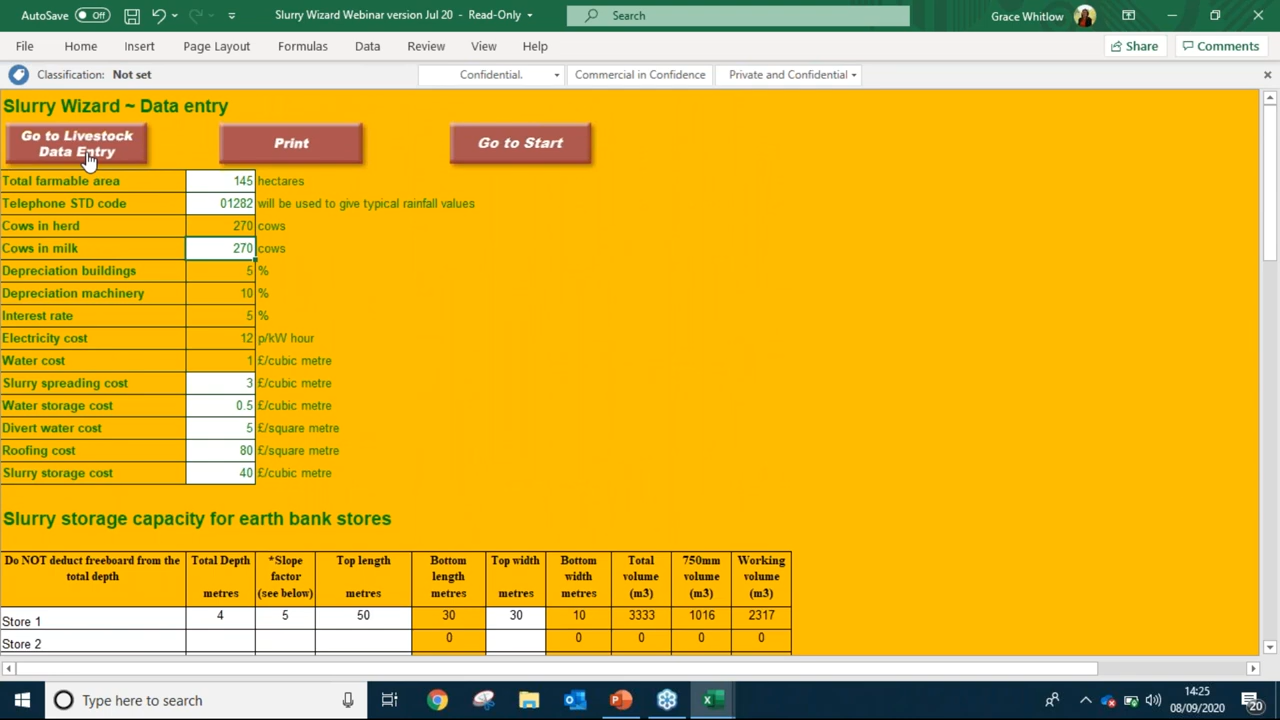 AutoSave Off Slurry Wizard Webinar version Jul 20 - Read-Only Search Grace Whitlow
File Home Insert Page Layout Formulas Data Review View Help Share Comments
Classification: Not set Confidential. Commercial in Confidence Private and Confidential
Slurry Wizard ~ Data entry
Go to Livestock
Data Entry
Print
Go to Start
Total farmable area 145 hectares
Telephone STD code 01282 will be used to give typical rainfall values
Cows in herd 270 cows
Cows in milk 270 cows
Depreciation buildings 5 %
Depreciation machinery 10 %
Interest rate 5 %
Electricity cost 12 p/kW hour
Water cost 1 £/cubic metre
Slurry spreading cost 3 £/cubic metre
Water storage cost 0.5 £/cubic metre
Divert water cost 5 £/square metre
Roofing cost 80 £/square metre
Slurry storage cost 40 £/cubic metre
Slurry storage capacity for earth bank stores
Do NOT deduct freeboard from the total depth
Total Depth metres
*Slope factor (see below)
Top length metres
Bottom length metres
Top width metres
Bottom width metres
Total volume (m3)
750mm volume (m3)
Working volume (m3)
Store 1 4 5 50 30 30 10 3333 1016 2317
Store 2 0 0 0 0 0
Type here to search
14:25
08/09/2020
20